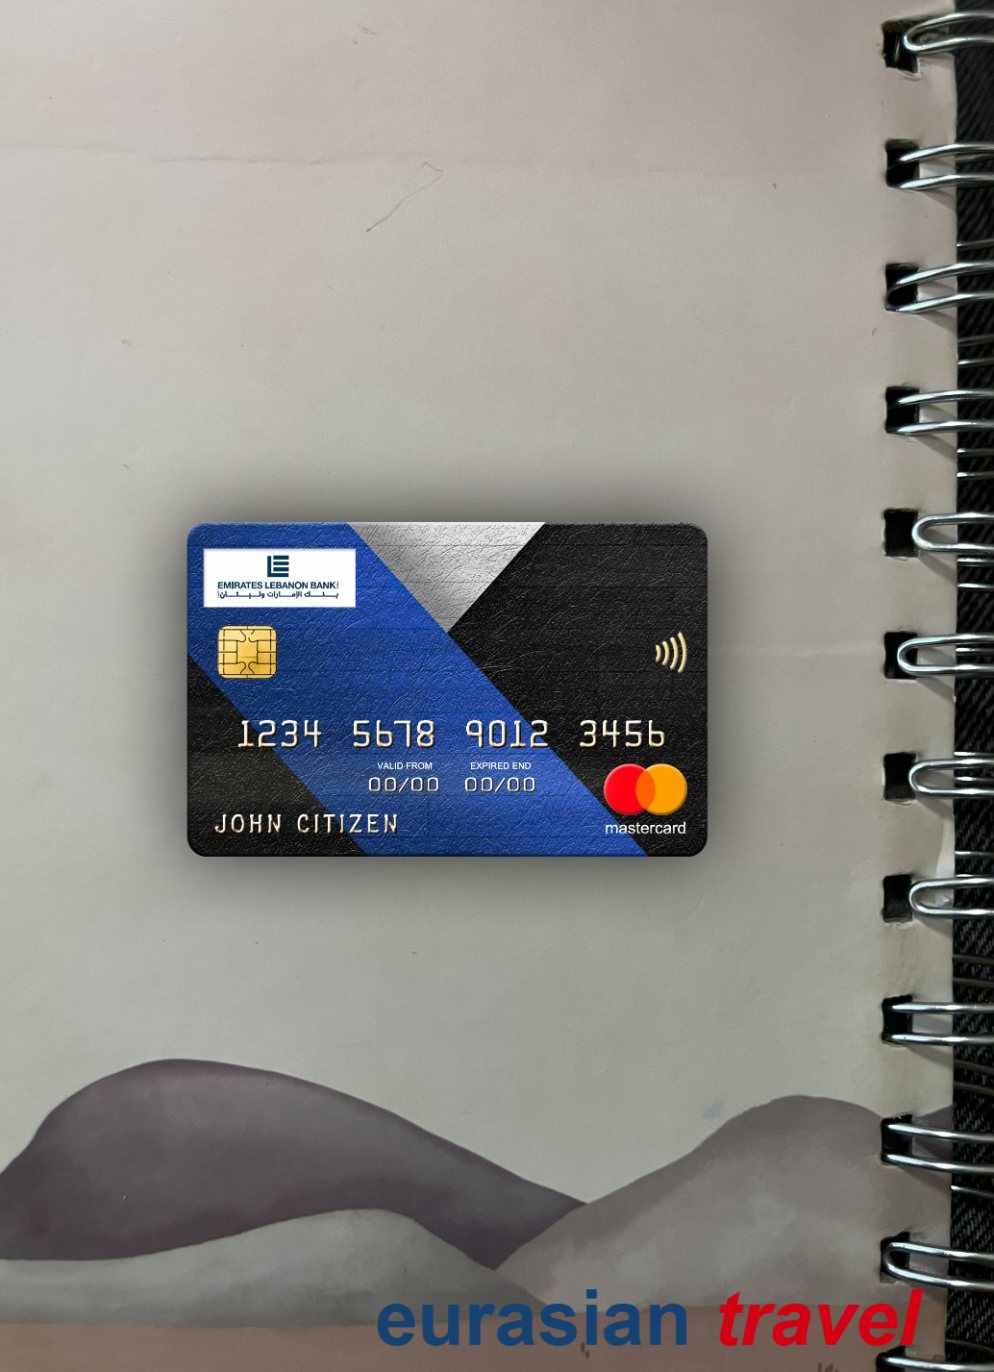 EMIRATES LEBANON BANK
بنك الإمارات ولبنان
1234 5678 9012 3456
VALID FROM EXPIRED END
00/00 00/00
JOHN CITIZEN
mastercard
eurasian travel